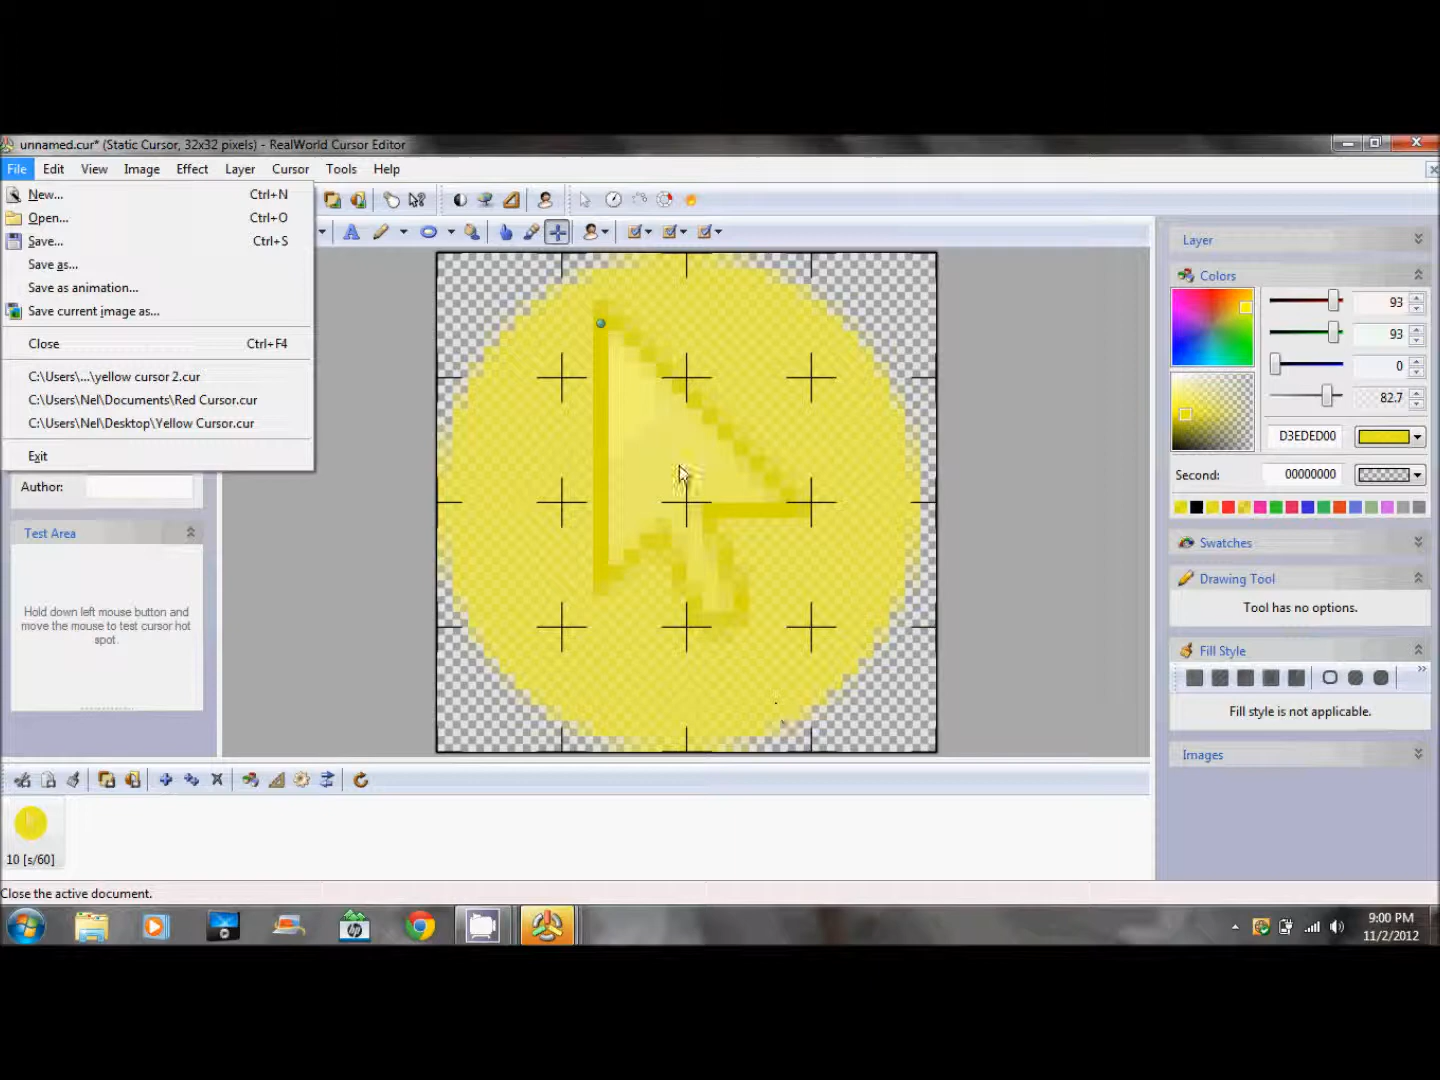 unnamed.cur* (Static Cursor, 32x32 pixels) - RealWorld Cursor Editor
File Edit View Image Effect Layer Cursor Tools Help
New... Ctrl+N
Open... Ctrl+O
Save... Ctrl+S
Save as...
Save as animation...
Save current image as...
Close Ctrl+F4
C:\Users\...\yellow cursor 2.cur
C:\Users\Nel\Documents\Red Cursor.cur
C:\Users\Nel\Desktop\Yellow Cursor.cur
Exit
Author:
Test Area
Hold down left mouse button and
move the mouse to test cursor hot
spot.
Layer
Colors
93
93
0
82.7
D3EDED00
Second: 00000000
Swatches
Drawing Tool
Tool has no options.
Fill Style
Fill style is not applicable.
Images
10 [s/60]
Close the active document.
9:00 PM
11/2/2012